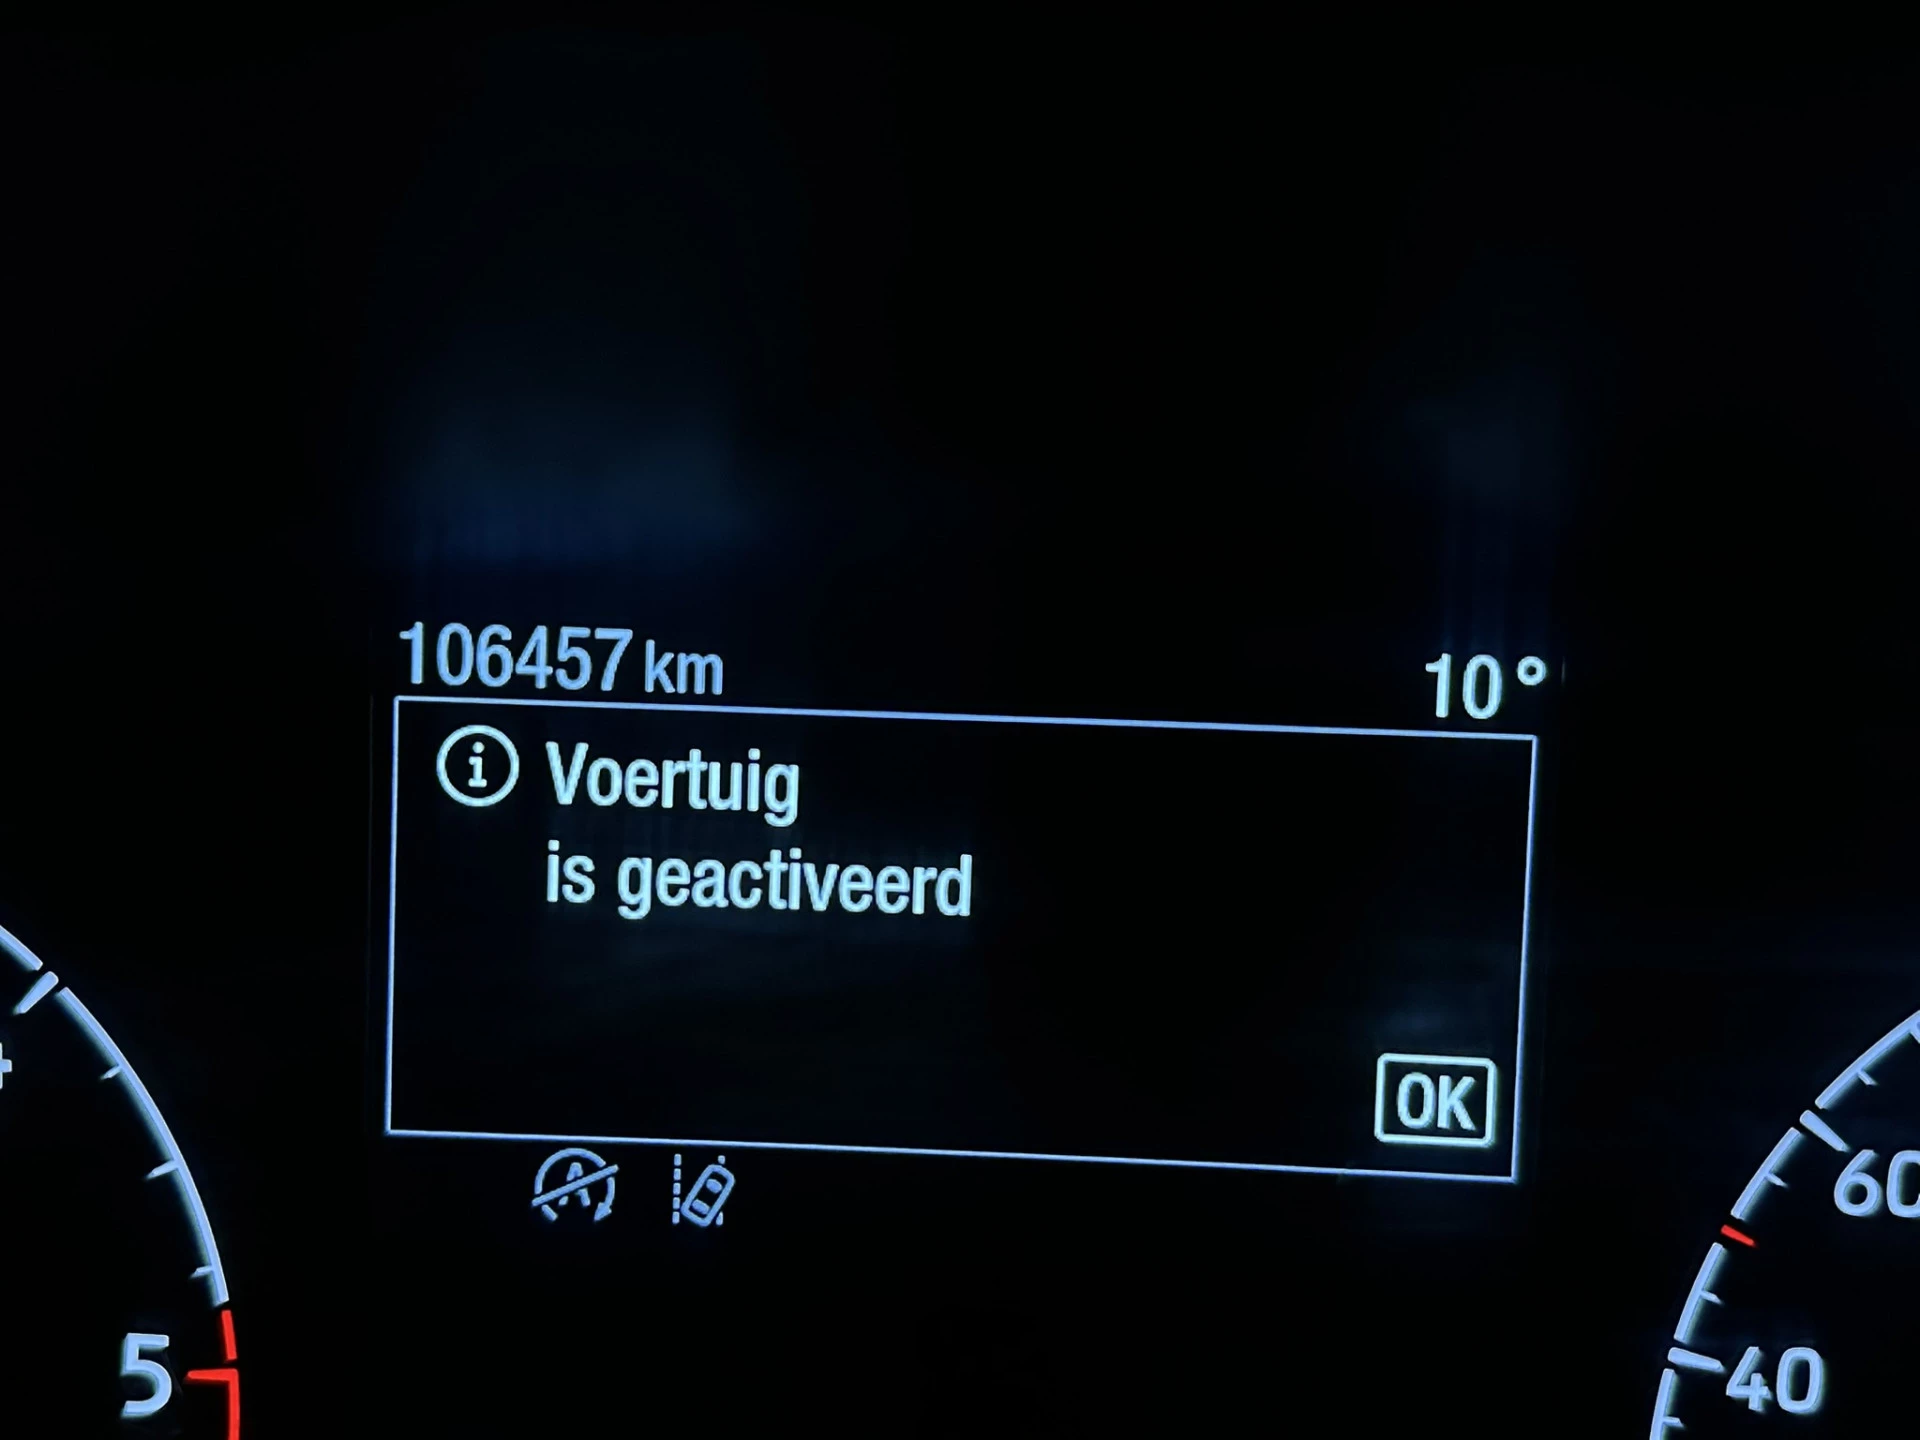 106457 km
10°
i Voertuig
is geactiveerd
OK
A
60
5
40